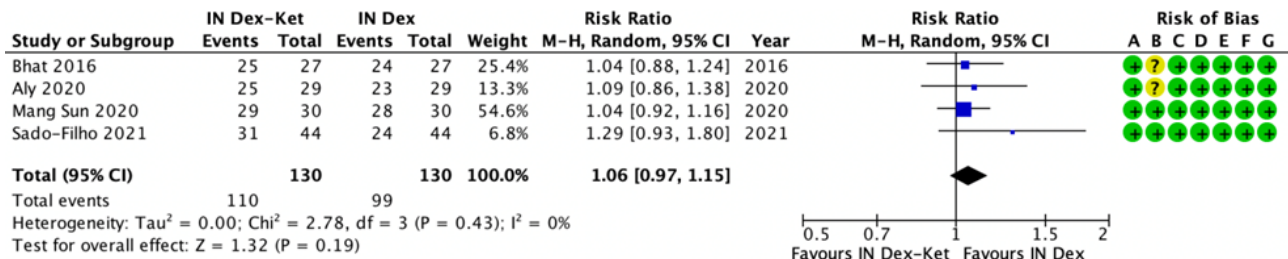 IN Dex-Ket IN Dex Risk Ratio Risk Ratio Risk of Bias
Study or Subgroup Events Total Events Total Weight M-H, Random, 95% CI Year M-H, Random, 95% CI A B C D E F G
Bhat 2016 25 27 24 27 25.4% 1.04 [0.88, 1.24] 2016 + ? + + + + +
Aly 2020 25 29 23 29 13.3% 1.09 [0.86, 1.38] 2020 + ? + + + + +
Mang Sun 2020 29 30 28 30 54.6% 1.04 [0.92, 1.16] 2020 + + + + + + +
Sado-Filho 2021 31 44 24 44 6.8% 1.29 [0.93, 1.80] 2021 + + + + + + +
Total (95% CI) 130 130 100.0% 1.06 [0.97, 1.15]
Total events 110 99
Heterogeneity: Tau² = 0.00; Chi² = 2.78, df = 3 (P = 0.43); I² = 0%
Test for overall effect: Z = 1.32 (P = 0.19)
0.5 0.7 1 1.5 2
Favours IN Dex-Ket Favours IN Dex